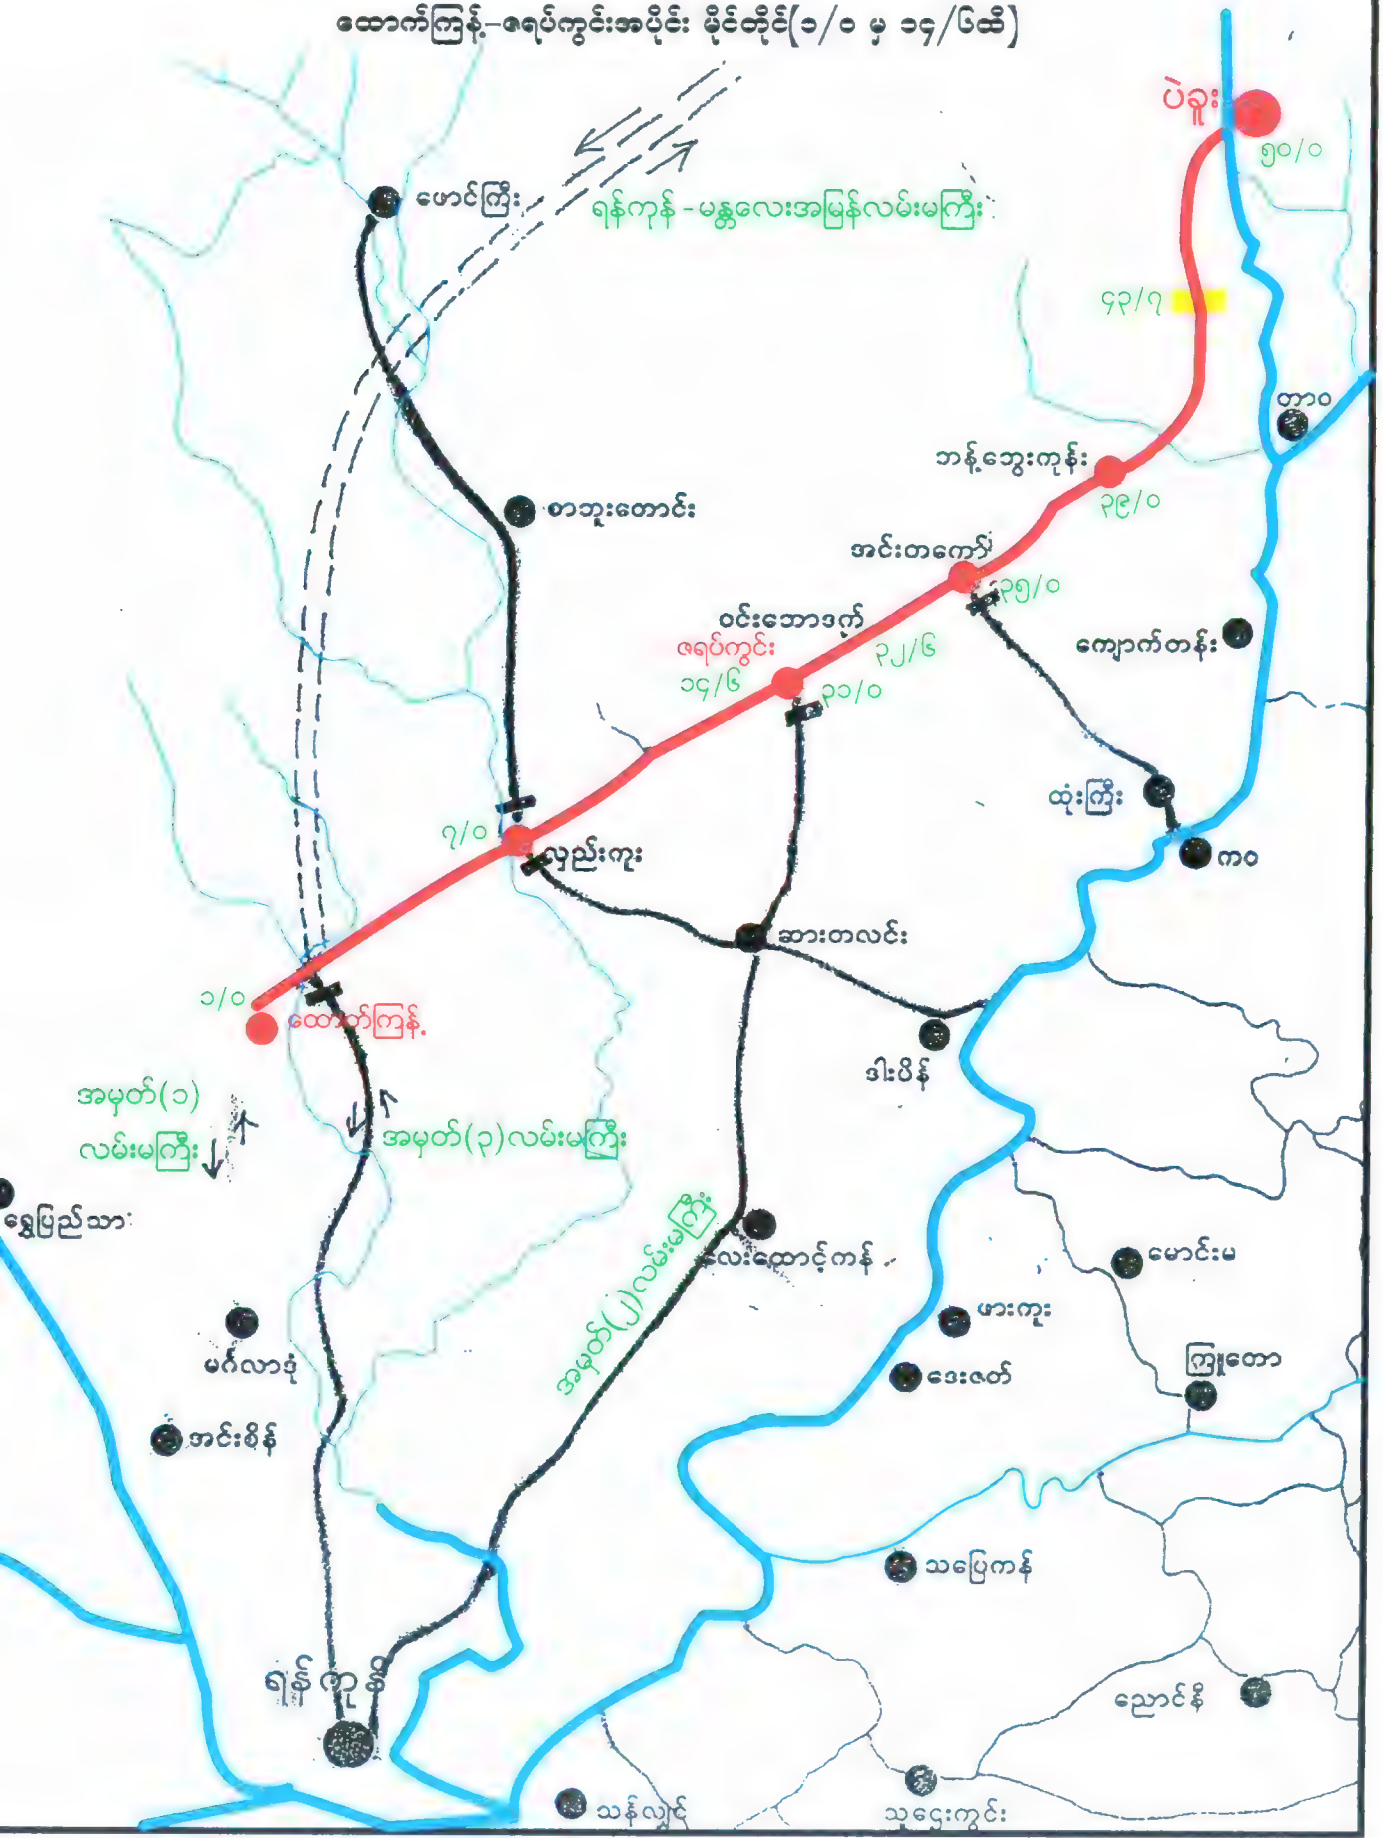 ထောက်ကြန့်-ဇရပ်ကွင်းအပိုင်း မိုင်တိုင်(၁/၀ မှ ၁၄/၆ထိ)
ပဲခူး
၅၀/၀
ဖောင်ကြီး
ရန်ကုန် - မန္တလေးအမြန်လမ်းမကြီး
၄၃/၇
တာဝ
ဘန့်ဘွေးကုန်း
၃၉/၀
စာဘူးတောင်း
အင်းတကော်
၃၅/၀
ဝင်းဘောဒက်
ဇရပ်ကွင်း
၃၂/၆
ကျောက်တန်း
၁၄/၆
၃၁/၀
ထုံးကြီး
၇/၀
လှည်းကူး
ကဝ
ဆားတလင်း
၁/၀
ထောက်ကြန့်
ဒါးပိန်
အမှတ်(၁)
လမ်းမကြီး
အမှတ်(၃)လမ်းမကြီး
ရွှေပြည်သာ
အမှတ်(၂)လမ်းမကြီး
လေးထောင့်ကန်
မောင်းမ
ဖားကူး
မင်္ဂလာဒုံ
ဒေးဇတ်
ကြူတော
အင်းစိန်
သပြေကန်
ရန်ကုန်
ညောင်နီ
သန်လျှင်
သူဌေးကွင်း